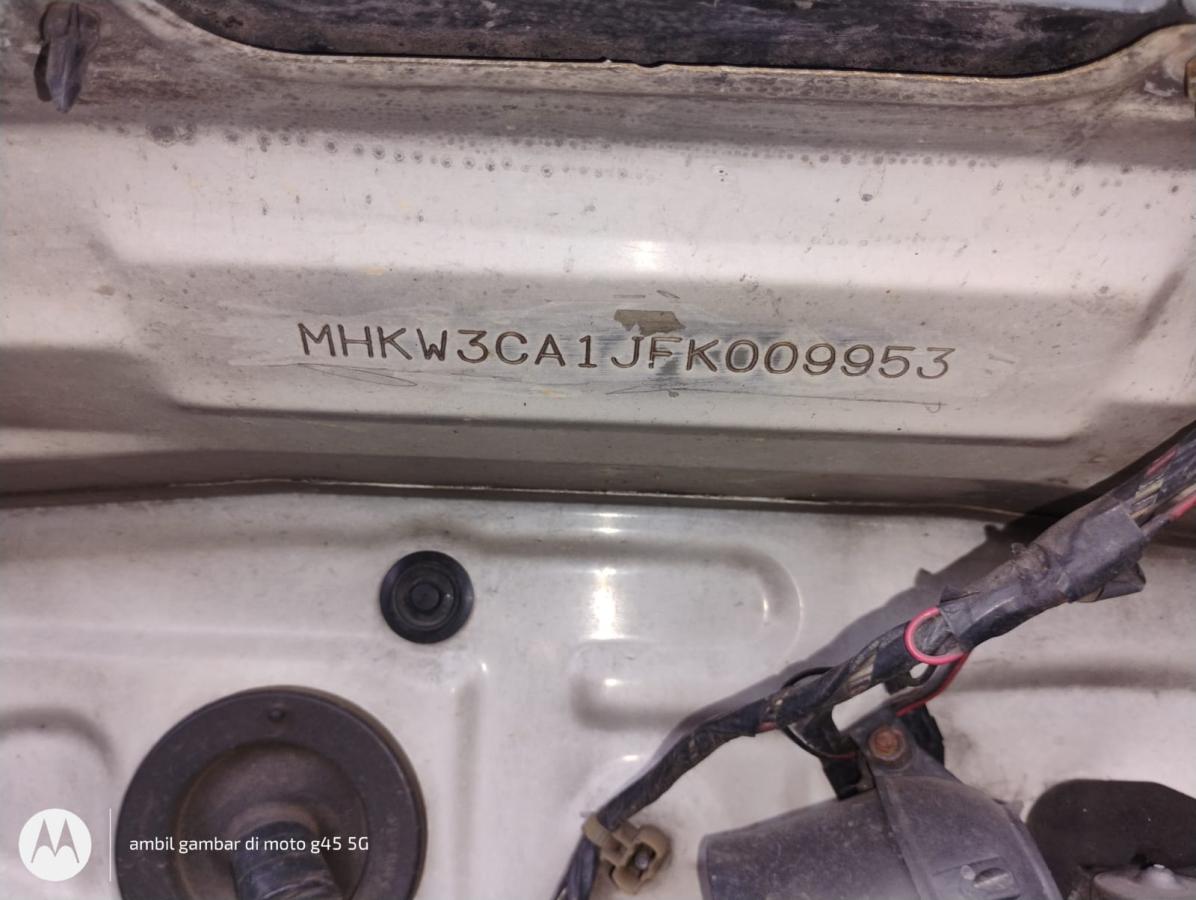 MHKW3CA1JFK009953
ambil gambar di moto g45 5G